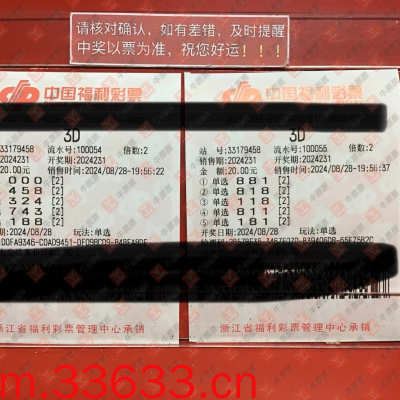 请核对确认，如有差错，及时提醒
中奖以票为准，祝您好运！！！
中国福利彩票
3D
33179458 流水号:100054 倍数:2
2024231 开奖期:2024231
20.00元 销售时间:2024/08/28-19:56:22
000 [2]
458 [2]
324 [2]
743 [2]
188 [2]
2024/08/28 玩法:单选
浙江省福利彩票管理中心承销
中国福利彩票
3D
站 号:33179458 流水号:100055 倍数:2
销售期:2024231 开奖期:2024231
金 额:20.00元 销售时间:2024/08/28-19:56:37
① 单选 881 [2]
② 单选 818 [2]
③ 单选 118 [2]
④ 单选 811 [2]
⑤ 单选 181 [2]
开奖日期:2024/08/28 玩法:单选
浙江省福利彩票管理中心承销
m.33633.cn